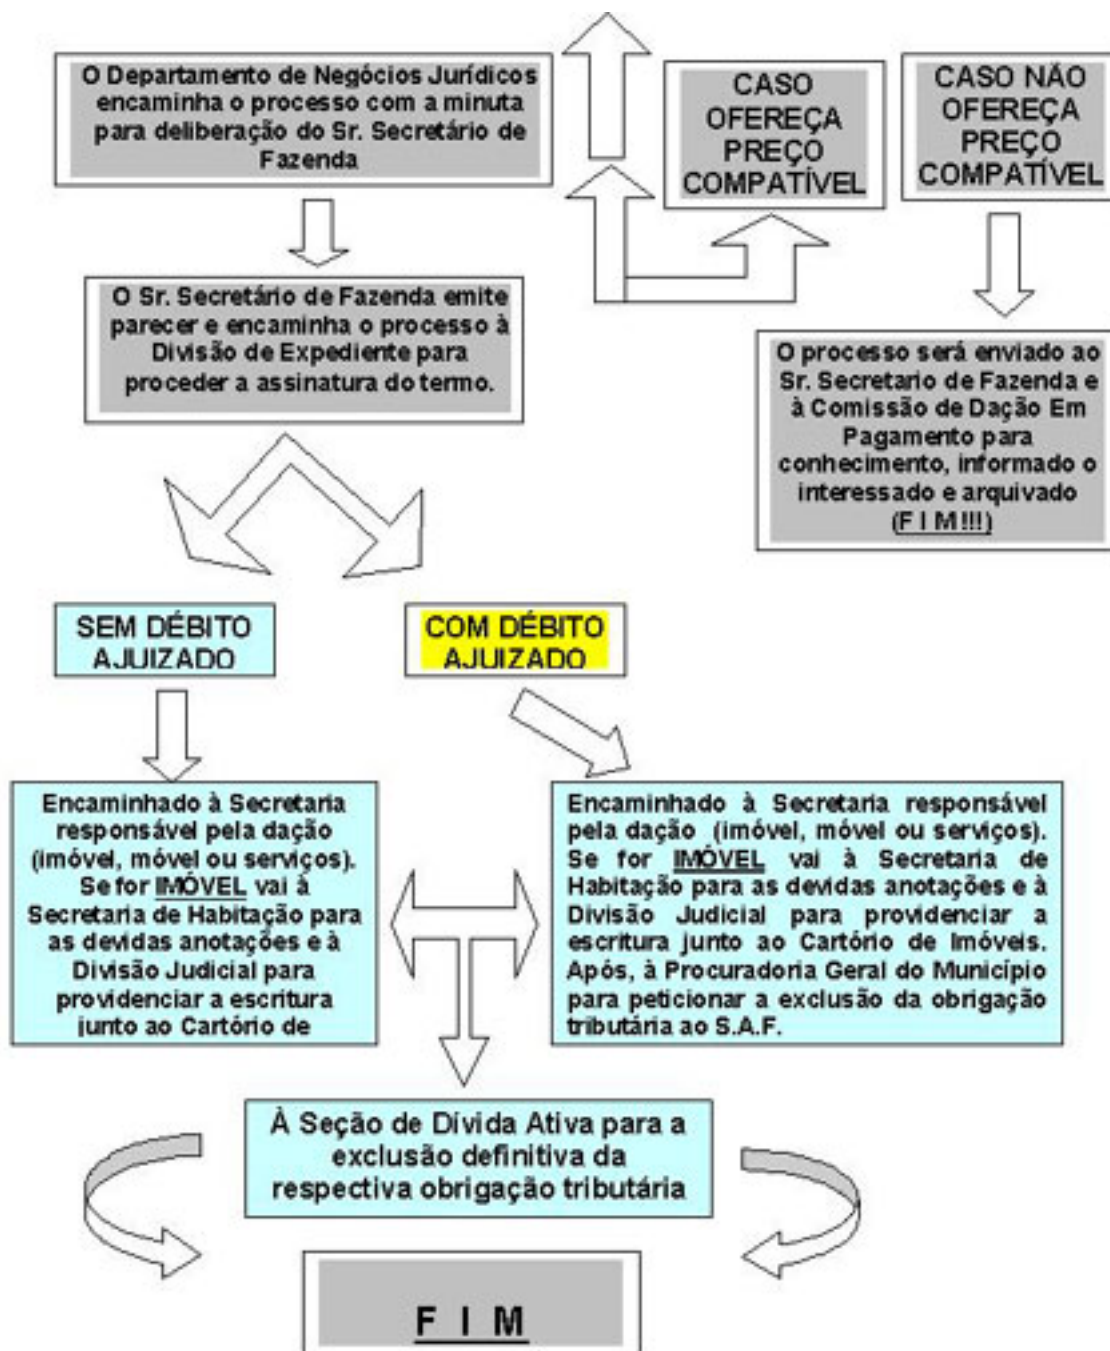 O Departamento de Negócios Jurídicos
encaminha o processo com a minuta
para deliberação do Sr. Secretário de
Fazenda
CASO
OFEREÇA
PREÇO
COMPATÍVEL
CASO NÃO
OFEREÇA
PREÇO
COMPATÍVEL
O Sr. Secretário de Fazenda emite
parecer e encaminha o processo à
Divisão de Expediente para
proceder a assinatura do termo.
O processo será enviado ao
Sr. Secretario de Fazenda e
à Comissão de Dação Em
Pagamento para
conhecimento, informado o
interessado e arquivado
(F I M!!!)
SEM DÉBITO
AJUIZADO
COM DÉBITO
AJUIZADO
Encaminhado à Secretaria
responsável pela dação
(imóvel, móvel ou serviços).
Se for IMÓVEL vai à
Secretaria de Habitação para
as devidas anotações e à
Divisão Judicial para
providenciar a escritura
junto ao Cartório de
Encaminhado à Secretaria responsável
pela dação (imóvel, móvel ou serviços).
Se for IMÓVEL vai à Secretaria de
Habitação para as devidas anotações e à
Divisão Judicial para providenciar a
escritura junto ao Cartório de Imóveis.
Após, à Procuradoria Geral do Município
para peticionar a exclusão da obrigação
tributária ao S.A.F.
À Seção de Dívida Ativa para a
exclusão definitiva da
respectiva obrigação tributária
F I M